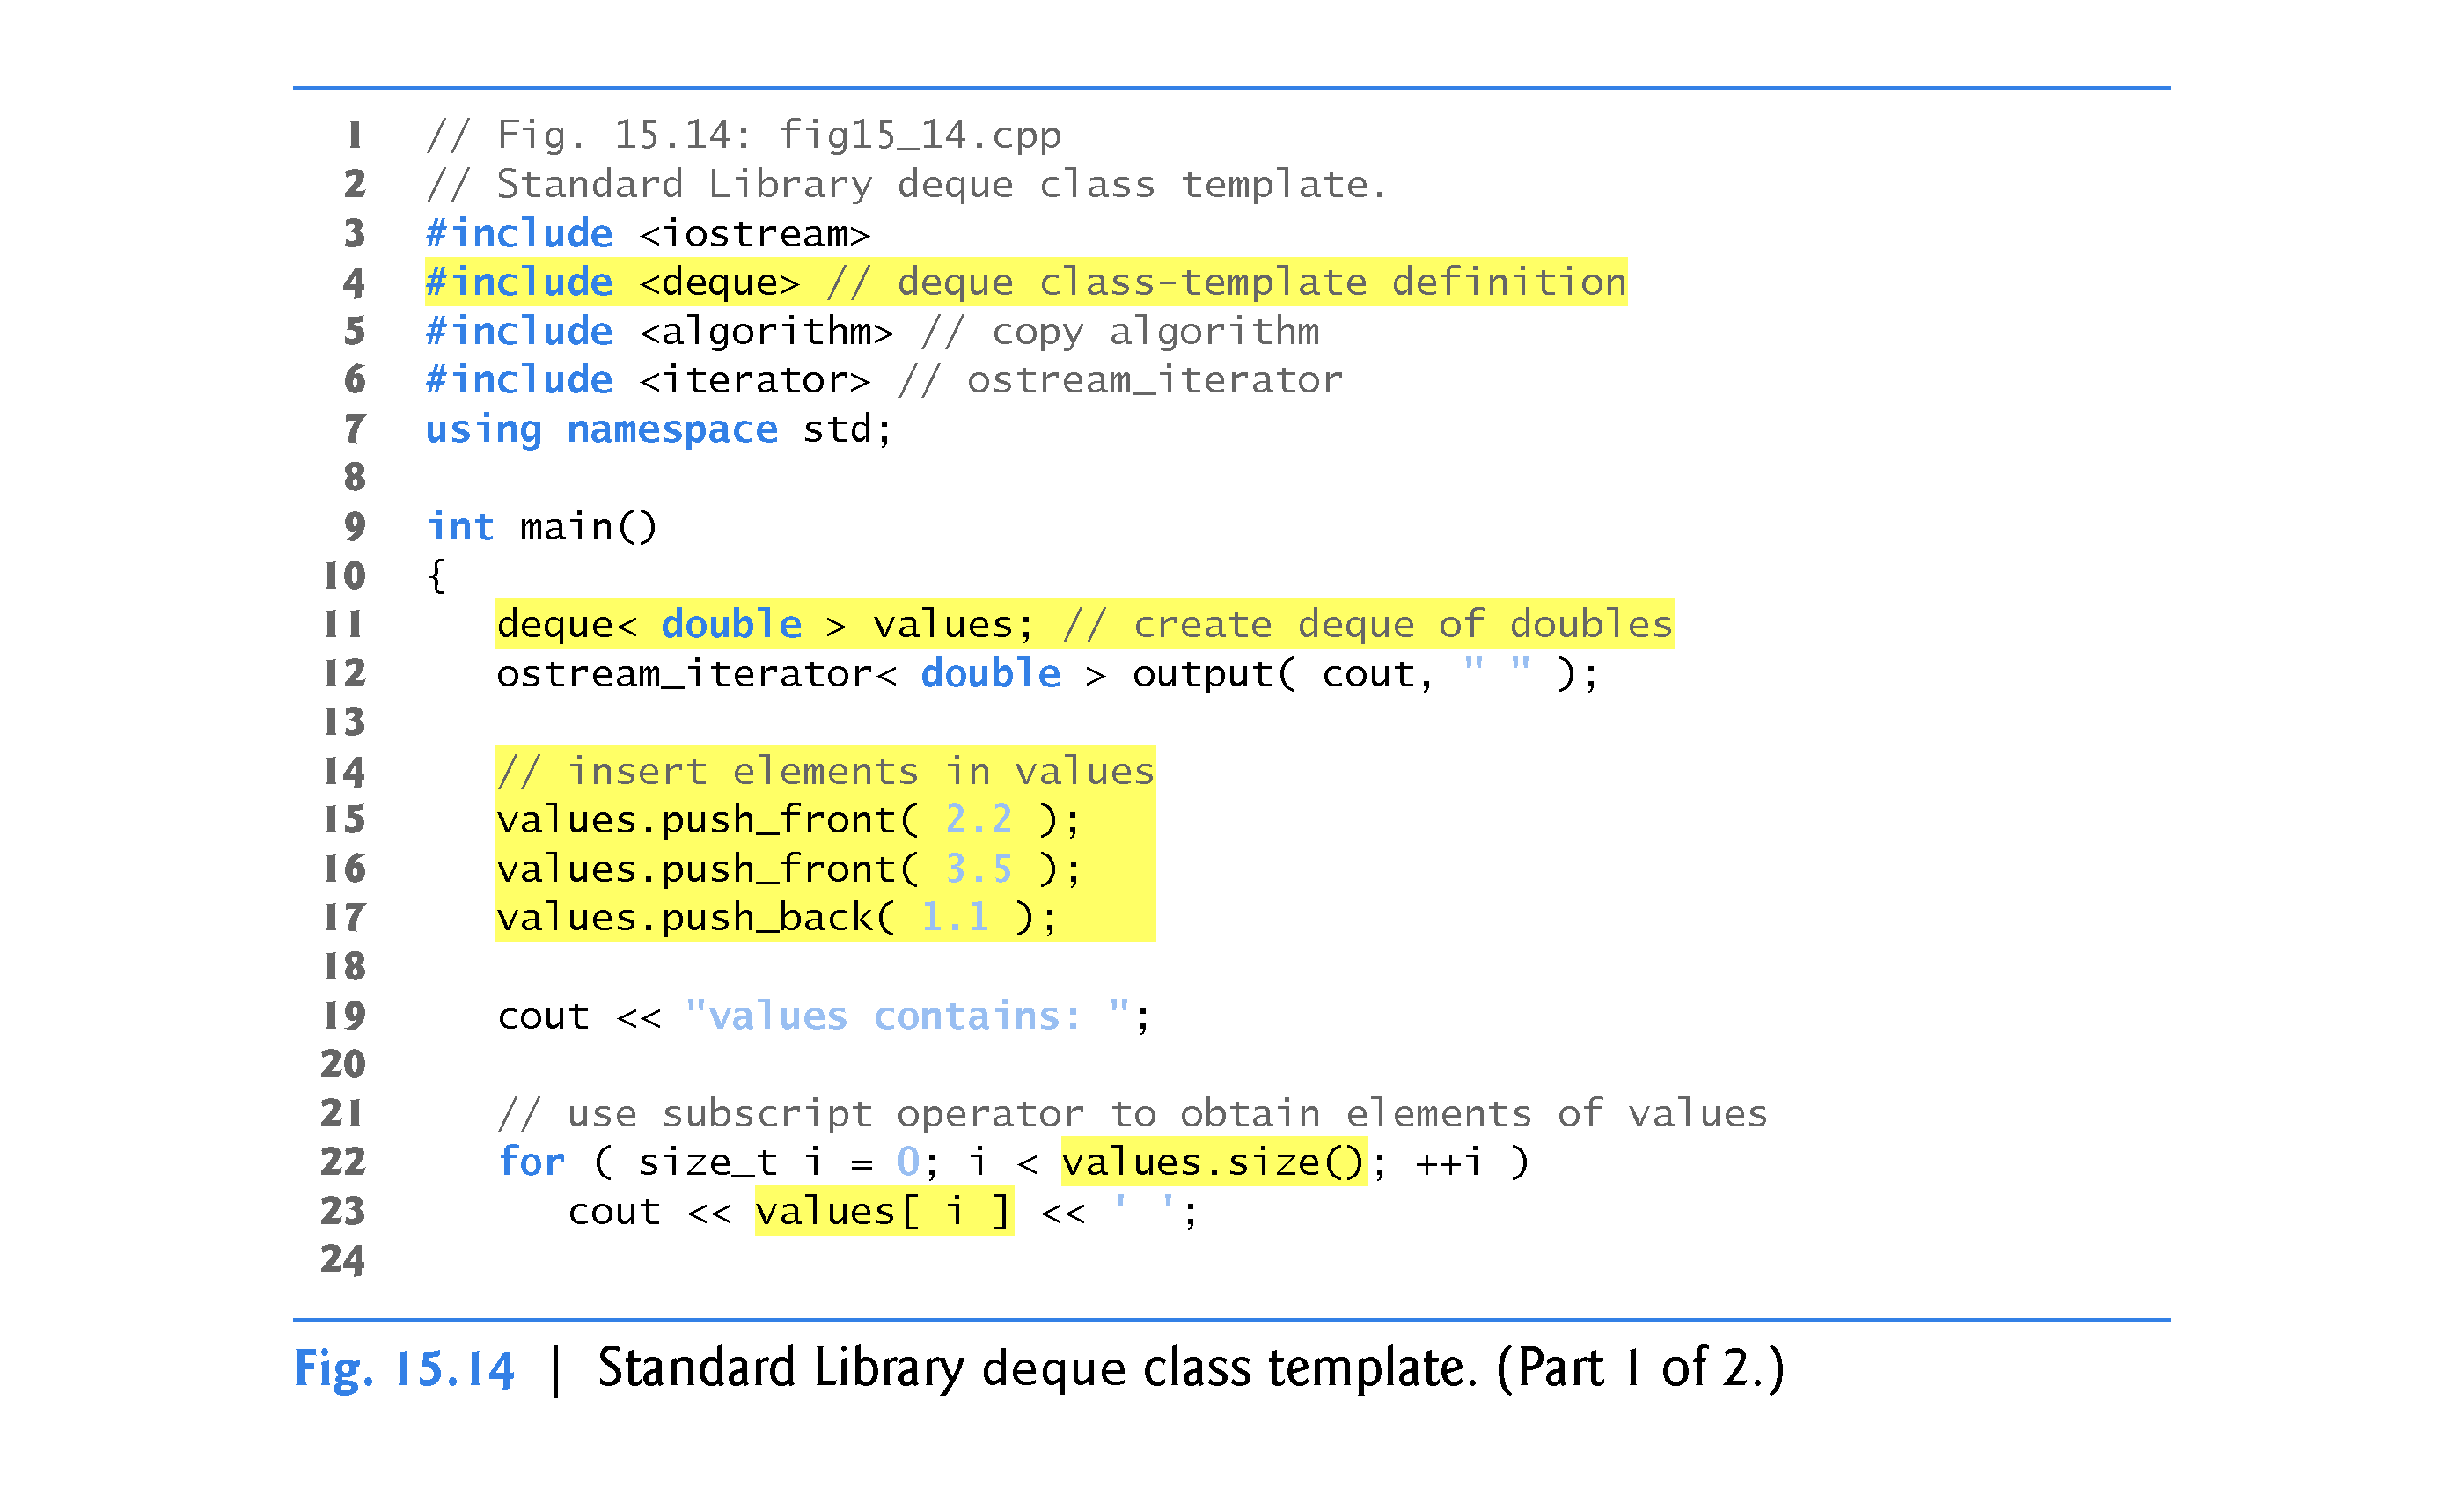 1 // Fig. 15.14: fig15_14.cpp
2 // Standard Library deque class template.
3 #include <iostream>
4 #include <deque> // deque class-template definition
5 #include <algorithm> // copy algorithm
6 #include <iterator> // ostream_iterator
7 using namespace std;
8
9 int main()
10 {
11    deque< double > values; // create deque of doubles
12    ostream_iterator< double > output( cout, " " );
13
14    // insert elements in values
15    values.push_front( 2.2 );
16    values.push_front( 3.5 );
17    values.push_back( 1.1 );
18
19    cout << "values contains: ";
20
21    // use subscript operator to obtain elements of values
22    for ( size_t i = 0; i < values.size(); ++i )
23       cout << values[ i ] << ' ';
24
Fig. 15.14 | Standard Library deque class template. (Part 1 of 2.)